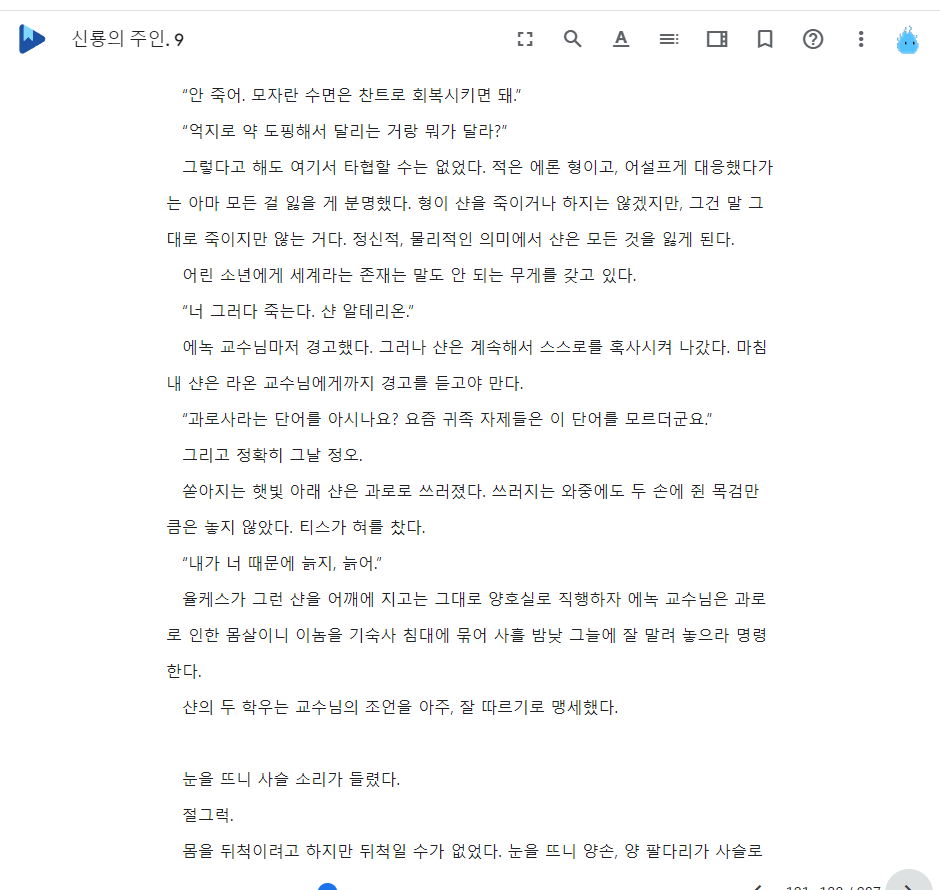 신룡의 주인. 9
“안 죽어. 모자란 수면은 찬트로 회복시키면 돼.”
“억지로 약 도핑해서 달리는 거랑 뭐가 달라?”
그렇다고 해도 여기서 타협할 수는 없었다. 적은 에론 형이고, 어설프게 대응했다가
는 아마 모든 걸 잃을 게 분명했다. 형이 샨을 죽이거나 하지는 않겠지만, 그건 말 그
대로 죽이지만 않는 거다. 정신적, 물리적인 의미에서 샨은 모든 것을 잃게 된다.
어린 소년에게 세계라는 존재는 말도 안 되는 무게를 갖고 있다.
“너 그러다 죽는다. 샨 알테리온.”
에녹 교수님마저 경고했다. 그러나 샨은 계속해서 스스로를 혹사시켜 나갔다. 마침
내 샨은 라온 교수님에게까지 경고를 듣고야 만다.
“과로사라는 단어를 아시나요? 요즘 귀족 자제들은 이 단어를 모르더군요.”
그리고 정확히 그날 정오.
쏟아지는 햇빛 아래 샨은 과로로 쓰러졌다. 쓰러지는 와중에도 두 손에 쥔 목검만
큼은 놓지 않았다. 티스가 혀를 찼다.
“내가 너 때문에 늙지, 늙어.”
율케스가 그런 샨을 어깨에 지고는 그대로 양호실로 직행하자 에녹 교수님은 과로
로 인한 몸살이니 이놈을 기숙사 침대에 묶어 사흘 밤낮 그늘에 잘 말려 놓으라 명령
한다.
샨의 두 학우는 교수님의 조언을 아주, 잘 따르기로 맹세했다.
눈을 뜨니 사슬 소리가 들렸다.
절그럭.
몸을 뒤척이려고 하지만 뒤척일 수가 없었다. 눈을 뜨니 양손, 양 팔다리가 사슬로